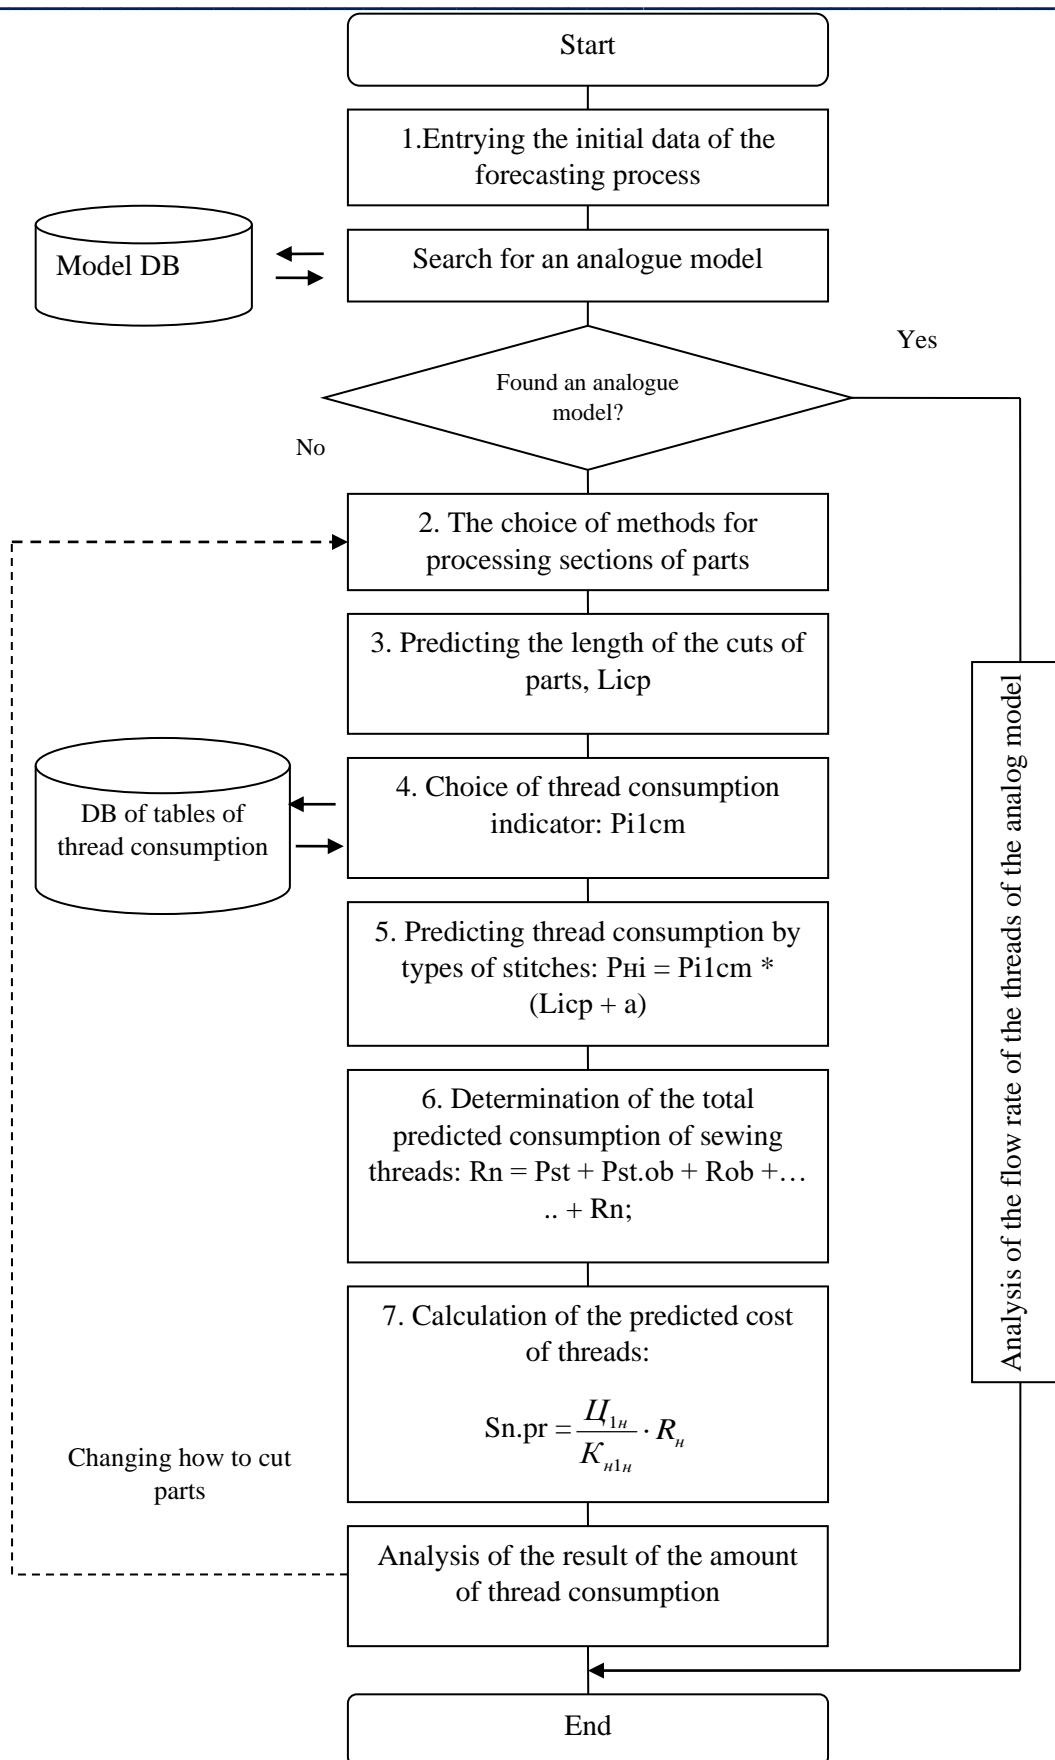 Start
1.Entrying the initial data of the
forecasting process
Model DB
Search for an analogue model
Yes
Found an analogue
model?
No
2. The choice of methods for
processing sections of parts
3. Predicting the length of the cuts of
parts, Licp
DB of tables of
thread consumption
4. Choice of thread consumption
indicator: Pi1cm
5. Predicting thread consumption by
types of stitches: Pнi = Pi1cm *
(Licp + a)
6. Determination of the total
predicted consumption of sewing
threads: Rn = Pst + Pst.ob + Rob +…
.. + Rn;
Analysis of the flow rate of the threads of the analog model
7. Calculation of the predicted cost
of threads:
Sn.pr = Ц1н / Кн1н · Rн
Changing how to cut
parts
Analysis of the result of the amount
of thread consumption
End